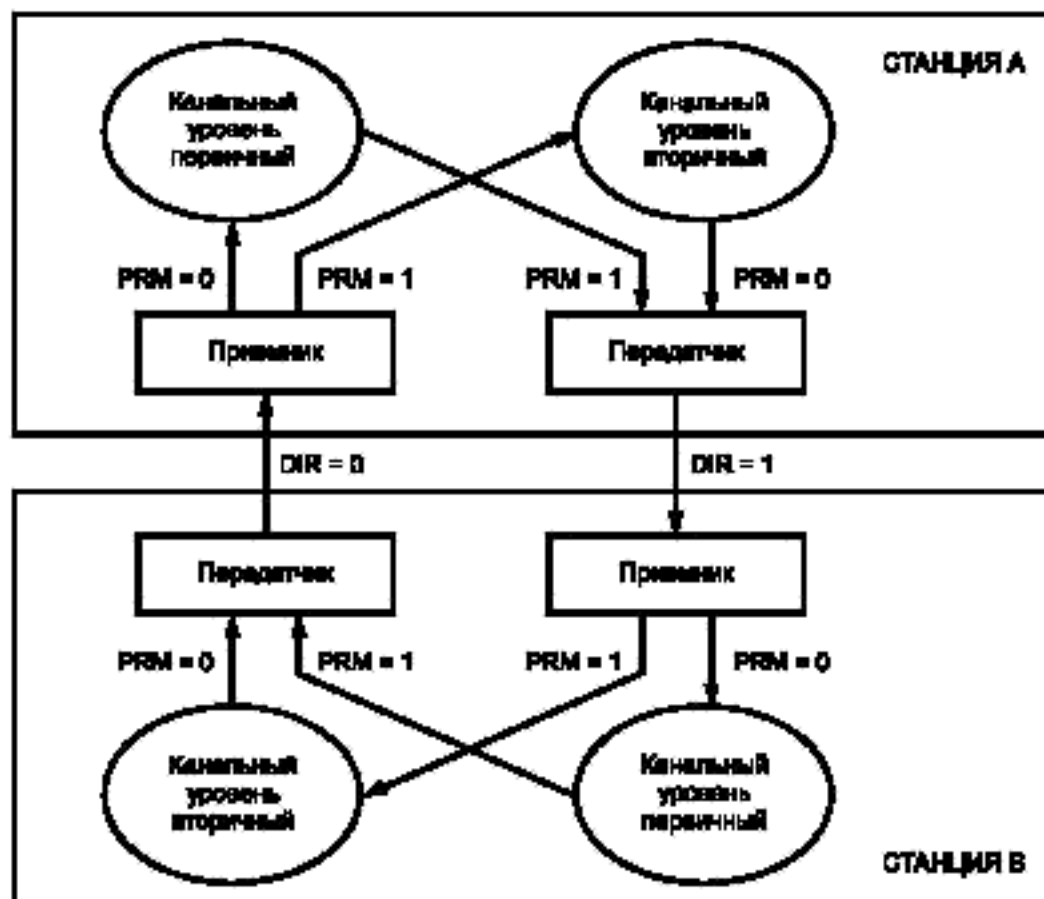 СТАНЦИЯ А
Канальный
уровень
первичный
Канальный
уровень
вторичный
PRM = 0
PRM = 1
PRM = 1
PRM = 0
Приемник
Передатчик
DIR = 0
DIR = 1
Передатчик
Приемник
PRM = 0
PRM = 1
PRM = 1
PRM = 0
Канальный
уровень
вторичный
Канальный
уровень
первичный
СТАНЦИЯ В